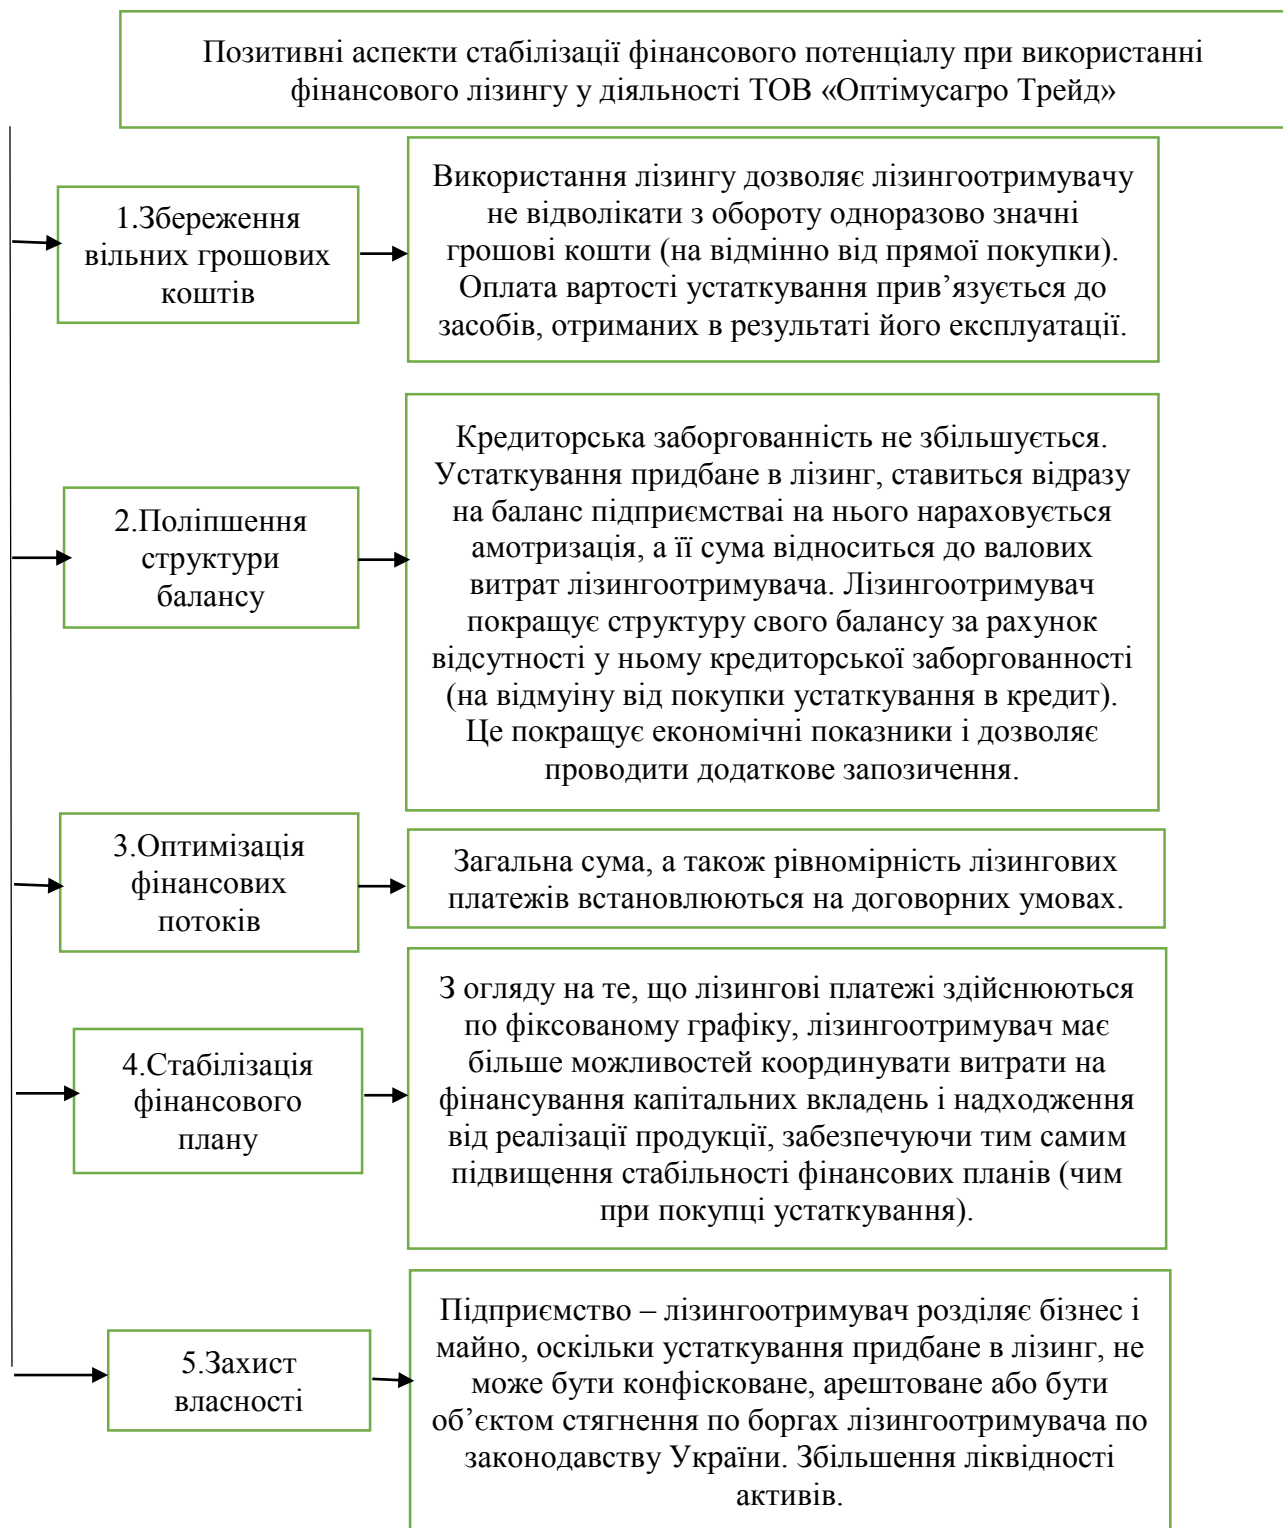 Позитивні аспекти стабілізації фінансового потенціалу при використанні
фінансового лізингу у діяльності ТОВ «Оптімусагро Трейд»
1.Збереження
вільних грошових
коштів
Використання лізингу дозволяє лізингоотримувачу
не відволікати з обороту одноразово значні
грошові кошти (на відмінно від прямої покупки).
Оплата вартості устаткування прив’язується до
засобів, отриманих в результаті його експлуатації.
2.Поліпшення
структури
балансу
Кредиторська заборгованність не збільшується.
Устаткування придбане в лізинг, ставиться відразу
на баланс підприємстваі на нього нараховується
амотризація, а її сума відноситься до валових
витрат лізингоотримувача. Лізингоотримувач
покращує структуру свого балансу за рахунок
відсутності у ньому кредиторської заборгованності
(на відмуіну від покупки устаткування в кредит).
Це покращує економічні показники і дозволяє
проводити додаткове запозичення.
3.Оптимізація
фінансових
потоків
Загальна сума, а також рівномірність лізингових
платежів встановлюються на договорних умовах.
4.Стабілізація
фінансового
плану
З огляду на те, що лізингові платежі здійснюються
по фіксованому графіку, лізингоотримувач має
більше можливостей координувати витрати на
фінансування капітальних вкладень і надходження
від реалізації продукції, забезпечуючи тим самим
підвищення стабільності фінансових планів (чим
при покупці устаткування).
5.Захист
власності
Підприємство – лізингоотримувач розділяє бізнес і
майно, оскільки устаткування придбане в лізинг, не
може бути конфісковане, арештоване або бути
об’єктом стягнення по боргах лізингоотримувача по
законодавству України. Збільшення ліквідності
активів.